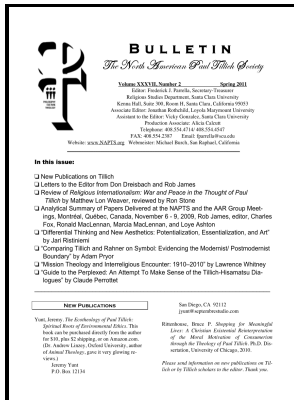 BULLETIN
The North American Paul Tillich Society
Volume XXXVII, Number 2 Spring 2011
Editor: Frederick J. Parrella, Secretary-Treasurer
Religious Studies Department, Santa Clara University
Kenna Hall, Suite 300, Room H, Santa Clara, California 95053
Associate Editor: Jonathan Rothchild, Loyola Marymount University
Assistant to the Editor: Vicky Gonzalez, Santa Clara University
Production Associate: Alicia Calcutt
Telephone: 408.554.4714/ 408.554.4547
FAX: 408.554.2387 Email: fparrella@scu.edu
Website: www.NAPTS.org Webmeister: Michael Burch, San Raphael, California
In this issue:
❏ New Publications on Tillich
❏ Letters to the Editor from Don Dreisbach and Rob James
❏ Review of Religious Internationalism: War and Peace in the Thought of Paul
Tillich by Matthew Lon Weaver, reviewed by Ron Stone
❏ Analytical Summary of Papers Delivered at the NAPTS and the AAR Group Meet-
ings, Montréal, Québec, Canada, November 6 - 9, 2009, Rob James, editor, Charles
Fox, Ronald MacLennan, Marcia MacLennan, and Loye Ashton
❏ “Differential Thinking and New Aesthetics: Potentialization, Essentialization, and Art”
by Jari Ristiniemi
❏ “Comparing Tillich and Rahner on Symbol: Evidencing the Modernist/ Postmodernist
Boundary” by Adam Pryor
❏ “Mission Theology and Interreligious Encounter: 1910–2010” by Lawrence Whitney
❏ “Guide to the Perplexed: An Attempt To Make Sense of the Tillich-Hisamatsu Dia-
logues” by Claude Perrottet
NEW PUBLICATIONS
Yunt, Jeremy. The Ecotheology of Paul Tillich:
Spiritual Roots of Environmental Ethics. This
book can be purchased directly from the author
for $10, plus $2 shipping, or on Amazon.com.
(Dr. Andrew Linzey, Oxford University, author
of Animal Theology, gave it very glowing re-
views.)
Jeremy Yunt
P.O. Box 12134
San Diego, CA 92112
jyunt@septembrestudio.com
Rittenhouse, Bruce P. Shopping for Meaningful
Lives: A Christian Existential Reinterpretation
of the Moral Motivation of Consumerism
through the Theology of Paul Tillich. Ph.D. Dis-
sertation, University of Chicago, 2010.
Please send information on new publications on Til-
lich or by Tillich scholars to the editor. Thank you.